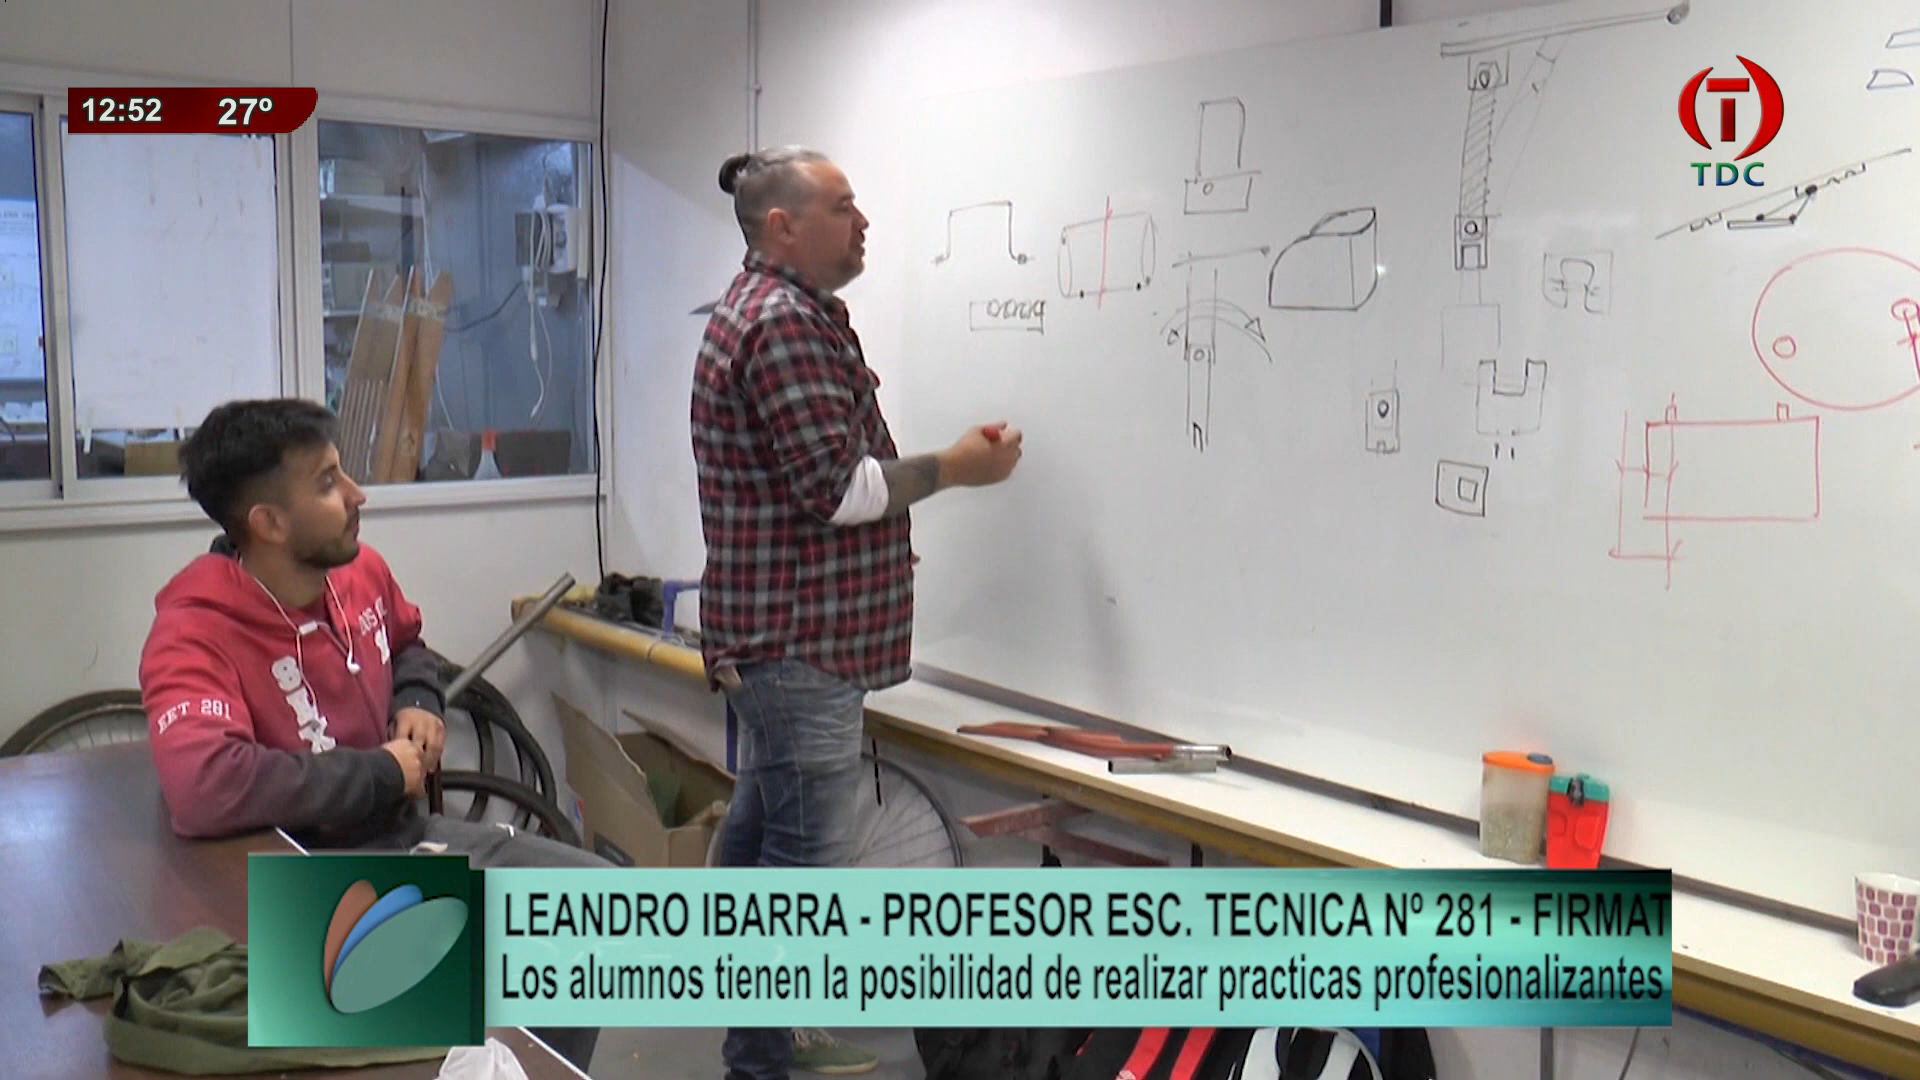 12:52 27º
T
TDC
EET 281
LEANDRO IBARRA - PROFESOR ESC. TECNICA Nº 281 - FIRMAT
Los alumnos tienen la posibilidad de realizar practicas profesionalizantes